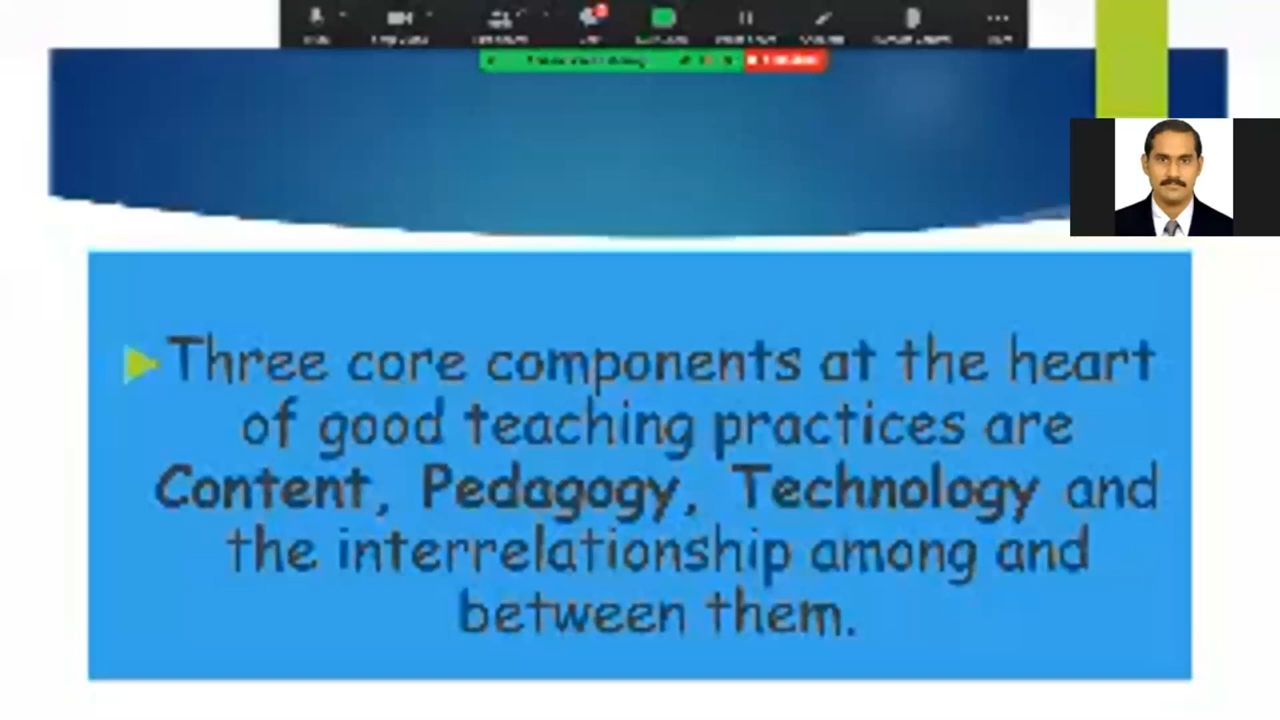 Three core components at the heart
of good teaching practices are
Content, Pedagogy, Technology and
the interrelationship among and
between them.